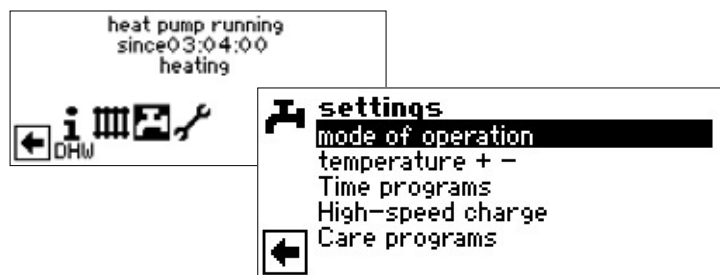 heat pump running
since03:04:00
heating
DHW
settings
mode of operation
temperature + -
Time programs
High-speed charge
Care programs